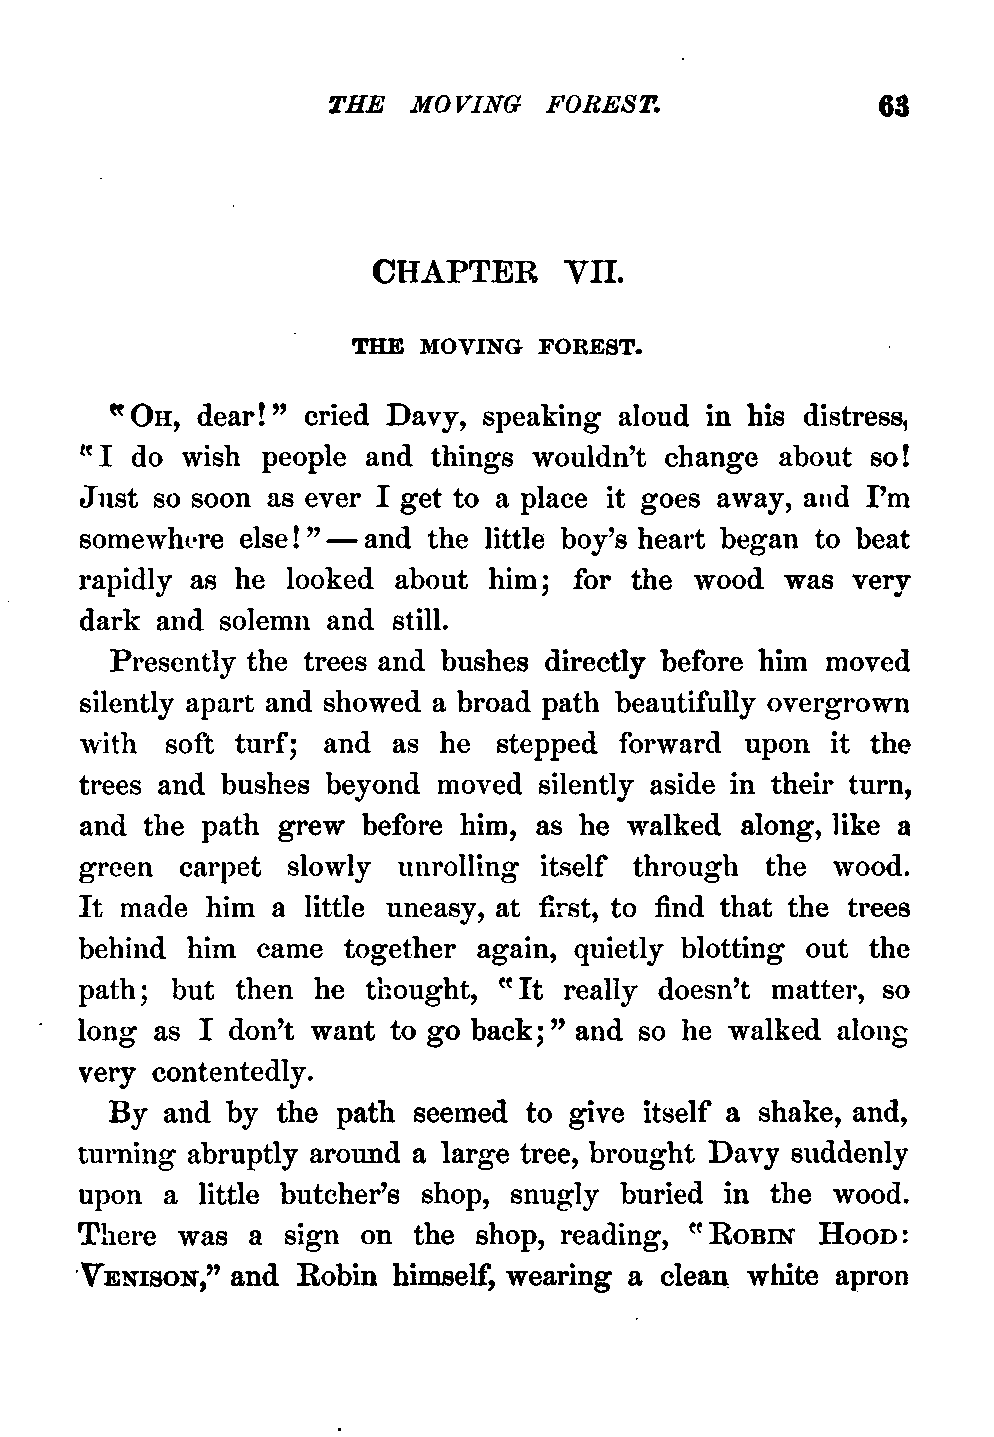 THE MOVING FOREST. 63
CHAPTER VII.
THE MOVING FOREST.
"OH, dear!" cried Davy, speaking aloud in his distress,
"I do wish people and things wouldn't change about so!
Just so soon as ever I get to a place it goes away, and I'm
somewhere else!"—and the little boy's heart began to beat
rapidly as he looked about him; for the wood was very
dark and solemn and still.
Presently the trees and bushes directly before him moved
silently apart and showed a broad path beautifully overgrown
with soft turf; and as he stepped forward upon it the
trees and bushes beyond moved silently aside in their turn,
and the path grew before him, as he walked along, like a
green carpet slowly unrolling itself through the wood.
It made him a little uneasy, at first, to find that the trees
behind him came together again, quietly blotting out the
path; but then he thought, "It really doesn't matter, so
long as I don't want to go back;" and so he walked along
very contentedly.
By and by the path seemed to give itself a shake, and,
turning abruptly around a large tree, brought Davy suddenly
upon a little butcher's shop, snugly buried in the wood.
There was a sign on the shop, reading, "ROBIN HOOD:
VENISON," and Robin himself, wearing a clean white apron